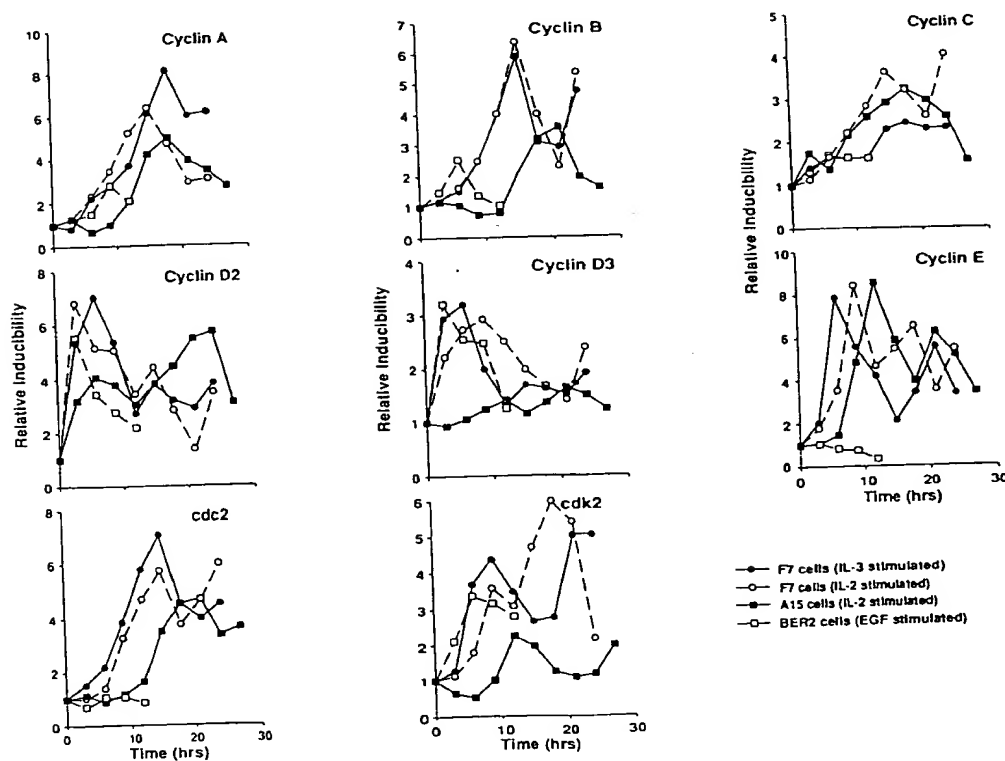 Cyclin A
10
8
6
4
2
0
Cyclin B
7
6
5
4
3
2
1
0
Cyclin C
5
4
3
2
1
0
Relative Inducibility
Relative Inducibility
Relative Inducibility
Cyclin D2
8
6
4
2
0
Cyclin D3
4
3
2
1
0
Cyclin E
10
8
6
4
2
0
0 10 20 30
Time (hrs)
cdc2
8
6
4
2
0
0 10 20 30
Time (hrs)
cdk2
6
5
4
3
2
1
0
0 10 20 30
Time (hrs)
F7 cells (IL-3 stimulated)
F7 cells (IL-2 stimulated)
A15 cells (IL-2 stimulated)
BER2 cells (EGF stimulated)